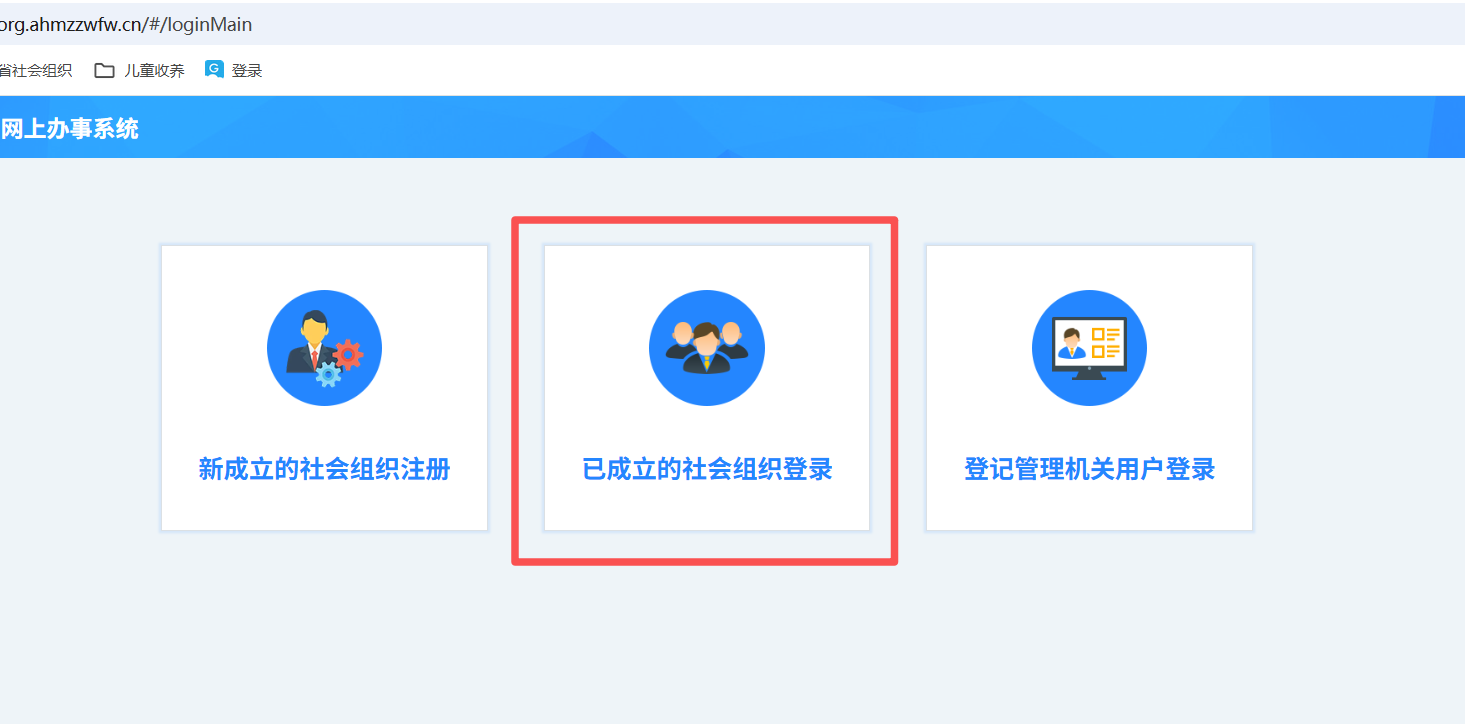 org.ahmzzwfw.cn/#/loginMain
省社会组织 儿童收养 G 登录
网上办事系统
新成立的社会组织注册 已成立的社会组织登录 登记管理机关用户登录